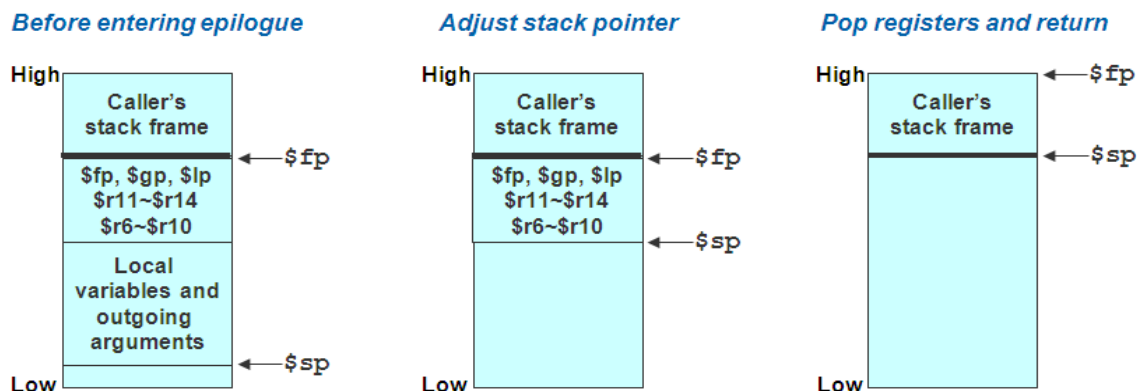 Before entering epilogue
Adjust stack pointer
Pop registers and return
High
Caller's
stack frame
$fp
$fp, $gp, $lp
$r11~$r14
$r6~$r10
Local
variables and
outgoing
arguments
$sp
Low
High
Caller's
stack frame
$fp
$fp, $gp, $lp
$r11~$r14
$r6~$r10
$sp
Low
High
$fp
Caller's
stack frame
$sp
Low